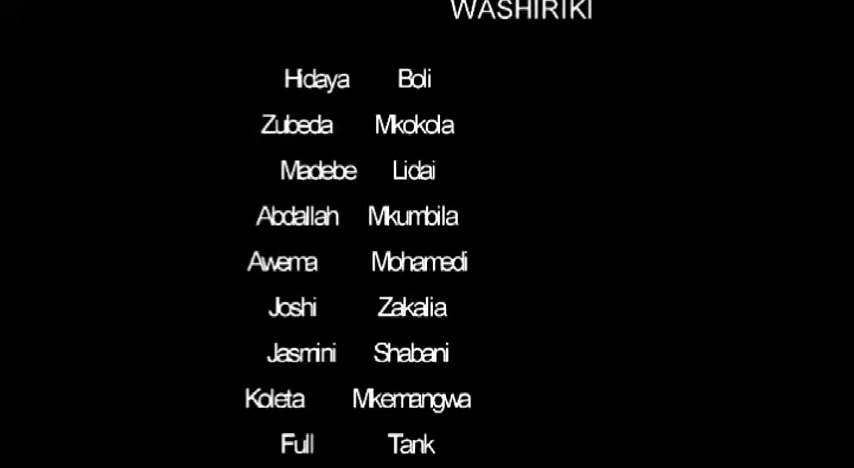 WASHIRIKI
Hidaya Boli
Zubeda Mkokola
Madebe Lidai
Abdallah Mkumbila
Awema Mohamedi
Joshi Zakalia
Jasmini Shabani
Koleta Mkemangwa
Full Tank